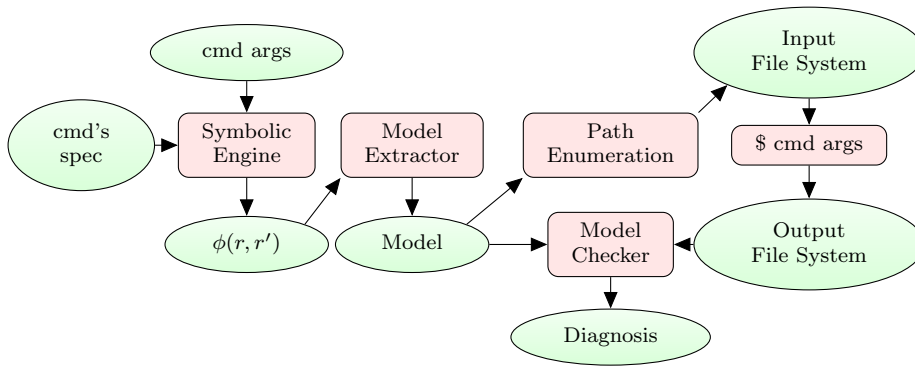 cmd args
Input
File System
cmd's
spec
Symbolic
Engine
Model
Extractor
Path
Enumeration
$ cmd args
ϕ(r, r′)
Model
Model
Checker
Output
File System
Diagnosis